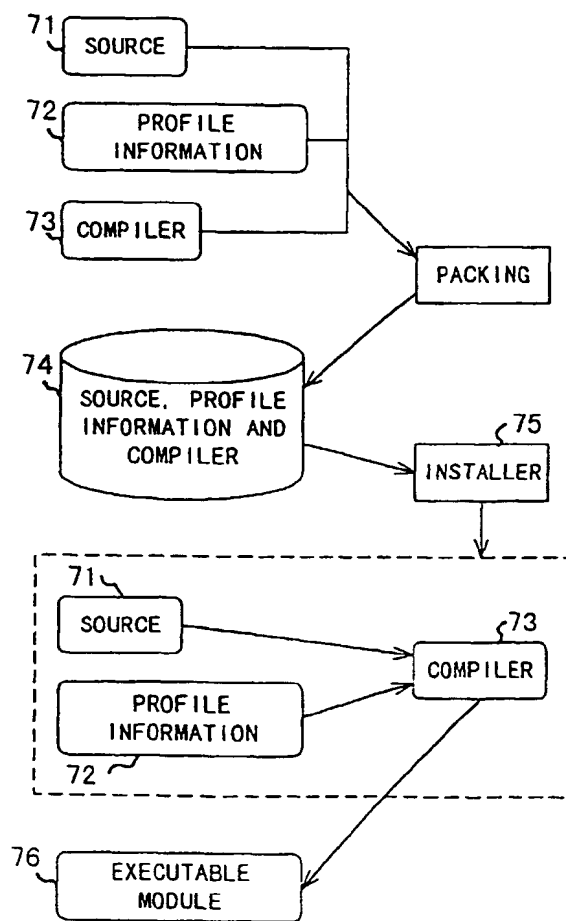 71
SOURCE
72
PROFILE
INFORMATION
73
COMPILER
PACKING
74
SOURCE, PROFILE
INFORMATION AND
COMPILER
75
INSTALLER
71
SOURCE
73
COMPILER
PROFILE
INFORMATION
72
76
EXECUTABLE
MODULE